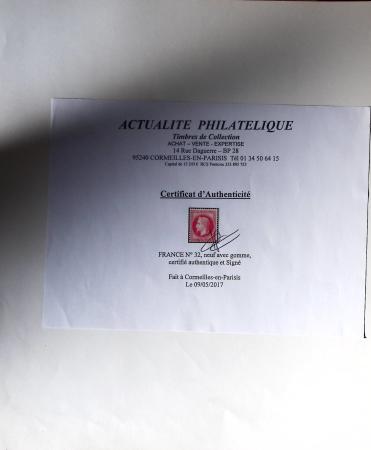 ACTUALITE PHILATELIQUE
Timbres de Collection
ACHAT – VENTE - EXPERTISE
14 Rue Daguerre – BP 28
95240 CORMEILLES-EN-PARISIS Tél 01 34 50 64 15
Certificat d'Authenticité
FRANCE N° 32, neuf avec gomme,
certifié authentique et Signé
Fait à Cormeilles-en-Parisis
Le 09/05/2017